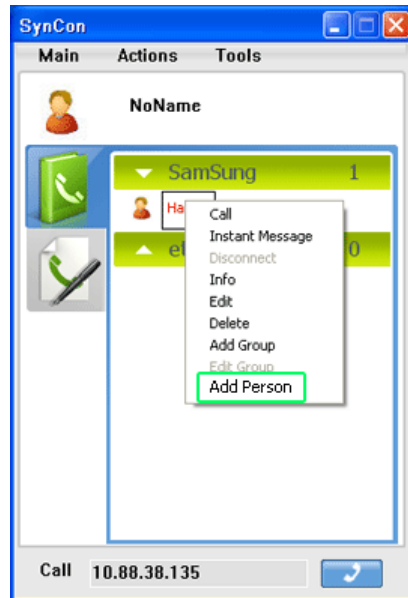 SynCon
Main Actions Tools
NoName
SamSung 1
Call
Instant Message
Disconnect
Info
Edit
Delete
Add Group
Edit Group
Add Person
0
Call 10.88.38.135